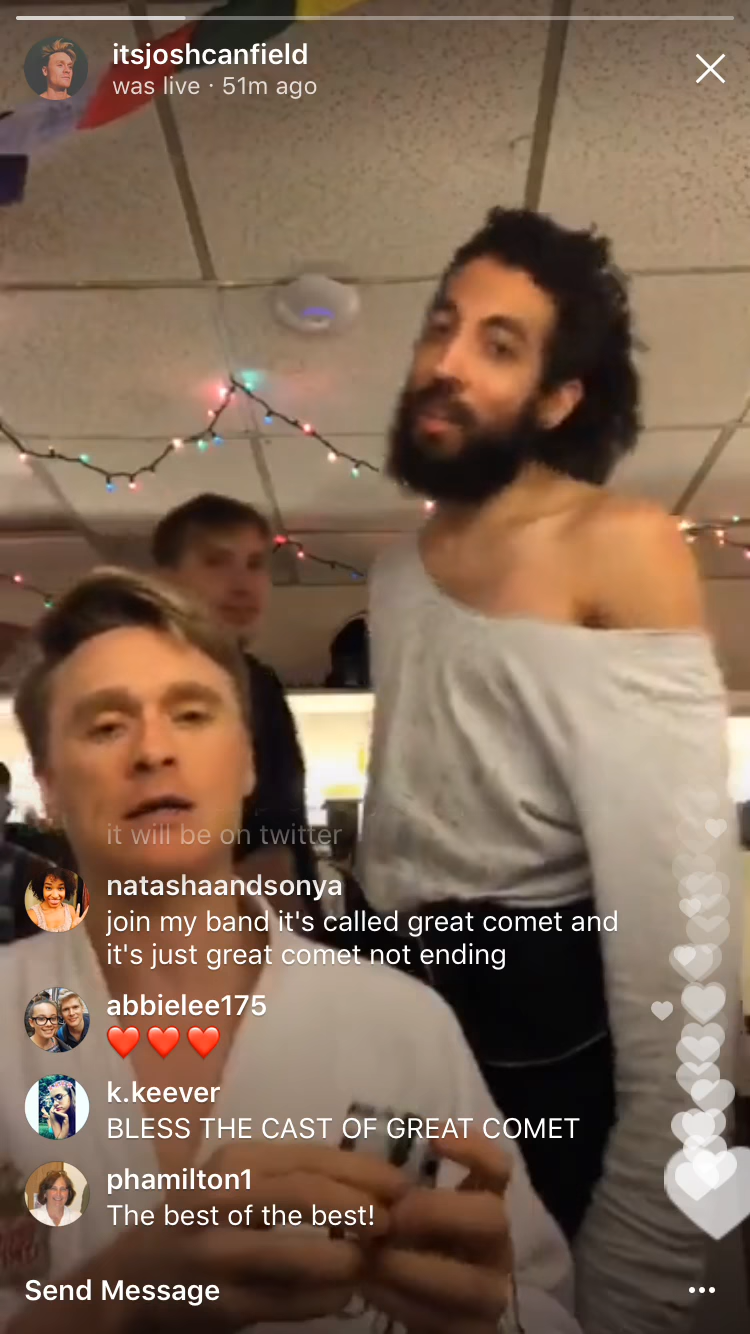 itsjoshcanfield
was live · 51m ago
it will be on twitter
natashaandsonya
join my band it's called great comet and
it's just great comet not ending
abbielee175
❤️❤️❤️
k.keever
BLESS THE CAST OF GREAT COMET
phamilton1
The best of the best!
Send Message